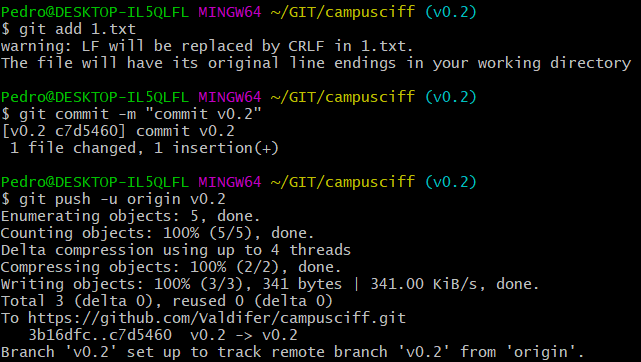 Pedro@DESKTOP-IL5QLFL MINGW64 ~/GIT/campusciff (v0.2)
$ git add 1.txt
warning: LF will be replaced by CRLF in 1.txt.
The file will have its original line endings in your working directory
Pedro@DESKTOP-IL5QLFL MINGW64 ~/GIT/campusciff (v0.2)
$ git commit -m "commit v0.2"
[v0.2 c7d5460] commit v0.2
 1 file changed, 1 insertion(+)
Pedro@DESKTOP-IL5QLFL MINGW64 ~/GIT/campusciff (v0.2)
$ git push -u origin v0.2
Enumerating objects: 5, done.
Counting objects: 100% (5/5), done.
Delta compression using up to 4 threads
Compressing objects: 100% (2/2), done.
Writing objects: 100% (3/3), 341 bytes | 341.00 KiB/s, done.
Total 3 (delta 0), reused 0 (delta 0)
To https://github.com/Valdifer/campusciff.git
   3b16dfc..c7d5460  v0.2 -> v0.2
Branch 'v0.2' set up to track remote branch 'v0.2' from 'origin'.